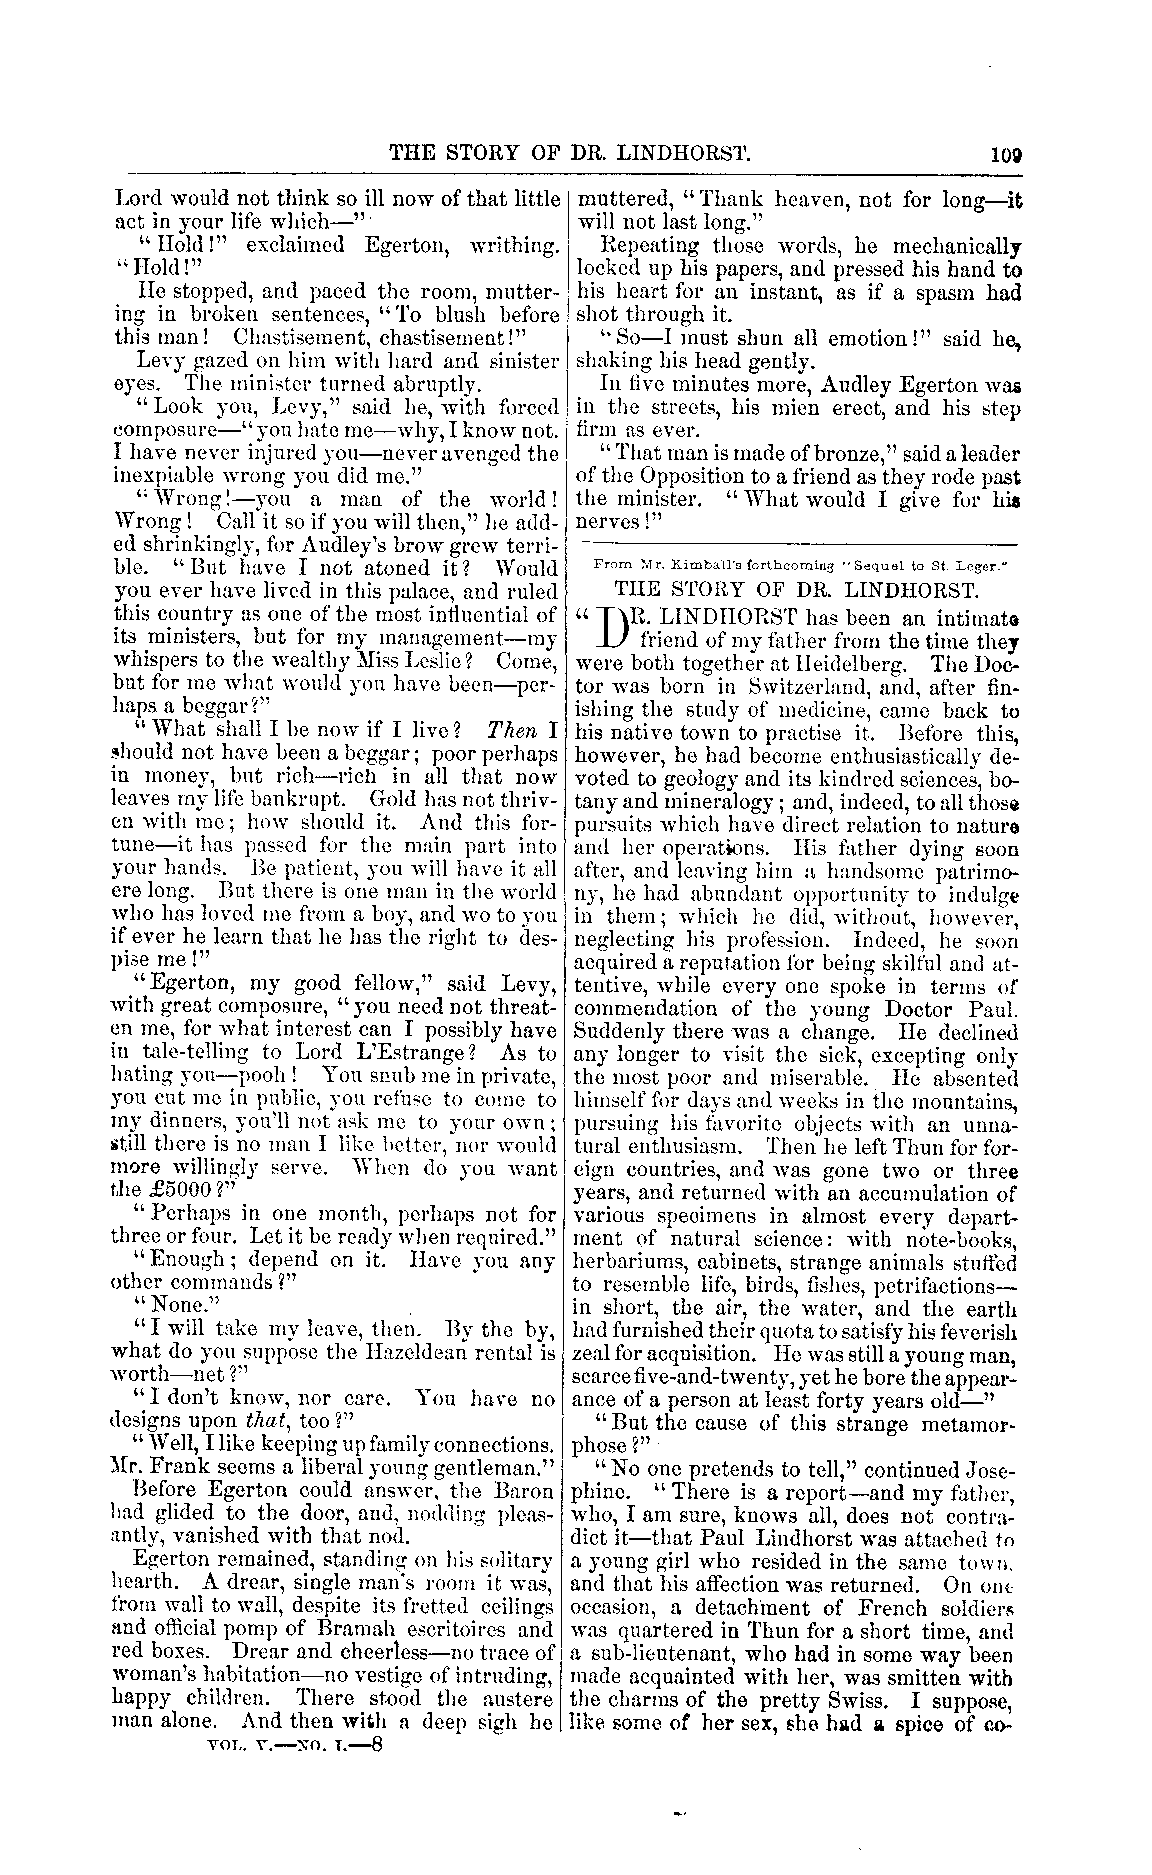 THE STORY OF DR. LINDHORST. 109
Lord would not think so ill now of that little
act in your life which—"
"Hold!" exclaimed Egerton, writhing.
"Hold!"
He stopped, and paced the room, mutter-
ing in broken sentences, "To blush before
this man! Chastisement, chastisement!"
Levy gazed on him with hard and sinister
eyes. The minister turned abruptly.
"Look you, Levy," said he, with forced
composure—"you hate me—why, I know not.
I have never injured you—never avenged the
inexpiable wrong you did me."
"Wrong!—you a man of the world!
Wrong! Call it so if you will then," he add-
ed shrinkingly, for Audley's brow grew terri-
ble. "But have I not atoned it? Would
you ever have lived in this palace, and ruled
this country as one of the most influential of
its ministers, but for my management—my
whispers to the wealthy Miss Leslie? Come,
but for me what would you have been—per-
haps a beggar?"
"What shall I be now if I live? Then I
should not have been a beggar; poor perhaps
in money, but rich—rich in all that now
leaves my life bankrupt. Gold has not thriv-
en with me; how should it. And this for-
tune—it has passed for the main part into
your hands. Be patient, you will have it all
ere long. But there is one man in the world
who has loved me from a boy, and wo to you
if ever he learn that he has the right to des-
pise me!"
"Egerton, my good fellow," said Levy,
with great composure, "you need not threat-
en me, for what interest can I possibly have
in tale-telling to Lord L'Estrange? As to
hating you—pooh! You snub me in private,
you cut me in public, you refuse to come to
my dinners, you'll not ask me to your own;
still there is no man I like better, nor would
more willingly serve. When do you want
the £5000?"
"Perhaps in one month, perhaps not for
three or four. Let it be ready when required."
"Enough; depend on it. Have you any
other commands?"
"None."
"I will take my leave, then. By the by,
what do you suppose the Hazeldean rental is
worth—net?"
"I don't know, nor care. You have no
designs upon that, too?"
"Well, I like keeping up family connections.
Mr. Frank seems a liberal young gentleman."
Before Egerton could answer, the Baron
had glided to the door, and, nodding pleas-
antly, vanished with that nod.
Egerton remained, standing on his solitary
hearth. A drear, single man's room it was,
from wall to wall, despite its fretted ceilings
and official pomp of Bramah escritoires and
red boxes. Drear and cheerless—no trace of
woman's habitation—no vestige of intruding,
happy children. There stood the austere
man alone. And then with a deep sigh he
VOL. V.—NO. I.—8
muttered, "Thank heaven, not for long—it
will not last long."
Repeating those words, he mechanically
locked up his papers, and pressed his hand to
his heart for an instant, as if a spasm had
shot through it.
"So—I must shun all emotion!" said he,
shaking his head gently.
In five minutes more, Audley Egerton was
in the streets, his mien erect, and his step
firm as ever.
"That man is made of bronze," said a leader
of the Opposition to a friend as they rode past
the minister. "What would I give for his
nerves!"
From Mr. Kimball's forthcoming "Sequel to St. Leger."
THE STORY OF DR. LINDHORST.
"DR. LINDHORST has been an intimate
friend of my father from the time they
were both together at Heidelberg. The Doc-
tor was born in Switzerland, and, after fin-
ishing the study of medicine, came back to
his native town to practise it. Before this,
however, he had become enthusiastically de-
voted to geology and its kindred sciences, bo-
tany and mineralogy; and, indeed, to all those
pursuits which have direct relation to nature
and her operations. His father dying soon
after, and leaving him a handsome patrimo-
ny, he had abundant opportunity to indulge
in them; which he did, without, however,
neglecting his profession. Indeed, he soon
acquired a reputation for being skilful and at-
tentive, while every one spoke in terms of
commendation of the young Doctor Paul.
Suddenly there was a change. He declined
any longer to visit the sick, excepting only
the most poor and miserable. He absented
himself for days and weeks in the mountains,
pursuing his favorite objects with an unna-
tural enthusiasm. Then he left Thun for for-
eign countries, and was gone two or three
years, and returned with an accumulation of
various specimens in almost every depart-
ment of natural science: with note-books,
herbariums, cabinets, strange animals stuffed
to resemble life, birds, fishes, petrifactions—
in short, the air, the water, and the earth
had furnished their quota to satisfy his feverish
zeal for acquisition. He was still a young man,
scarce five-and-twenty, yet he bore the appear-
ance of a person at least forty years old—"
"But the cause of this strange metamor-
phose?"
"No one pretends to tell," continued Jose-
phine. "There is a report—and my father,
who, I am sure, knows all, does not contra-
dict it—that Paul Lindhorst was attached to
a young girl who resided in the same town,
and that his affection was returned. On one
occasion, a detachment of French soldiers
was quartered in Thun for a short time, and
a sub-lieutenant, who had in some way been
made acquainted with her, was smitten with
the charms of the pretty Swiss. I suppose,
like some of her sex, she had a spice of co-